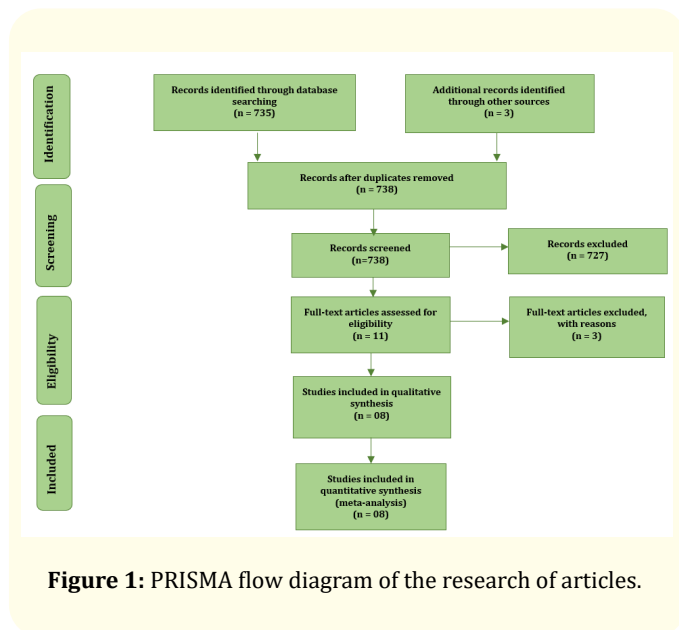 Identification
Records identified through database
searching
(n = 735)
Additional records identified
through other sources
(n = 3)
Records after duplicates removed
(n = 738)
Screening
Records screened
(n=738)
Records excluded
(n = 727)
Eligibility
Full-text articles assessed for
eligibility
(n = 11)
Full-text articles excluded,
with reasons
(n = 3)
Studies included in qualitative
synthesis
(n = 08)
Included
Studies included in
quantitative synthesis
(meta-analysis)
(n = 08)
Figure 1: PRISMA flow diagram of the research of articles.